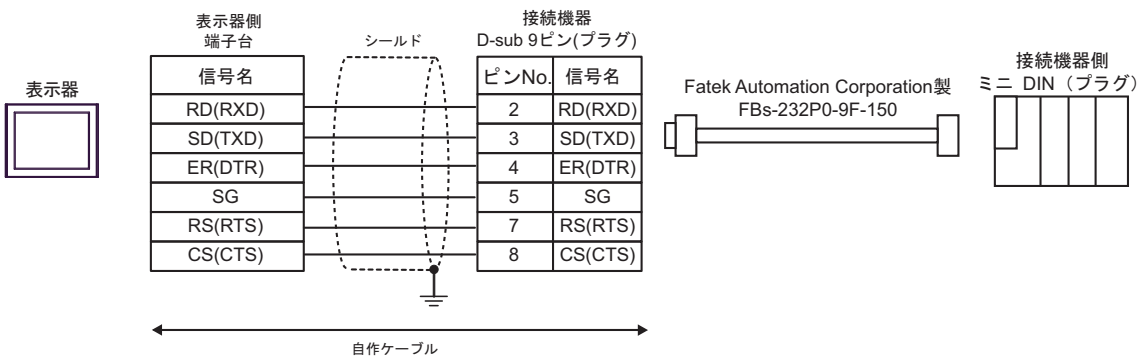 表示器
表示器側
端子台
シールド
接続機器
D-sub 9ピン(プラグ)
信号名
ピンNo. 信号名
RD(RXD) 2 RD(RXD)
SD(TXD) 3 SD(TXD)
ER(DTR) 4 ER(DTR)
SG 5 SG
RS(RTS) 7 RS(RTS)
CS(CTS) 8 CS(CTS)
自作ケーブル
Fatek Automation Corporation製
FBs-232P0-9F-150
接続機器側
ミニ DIN（プラグ）